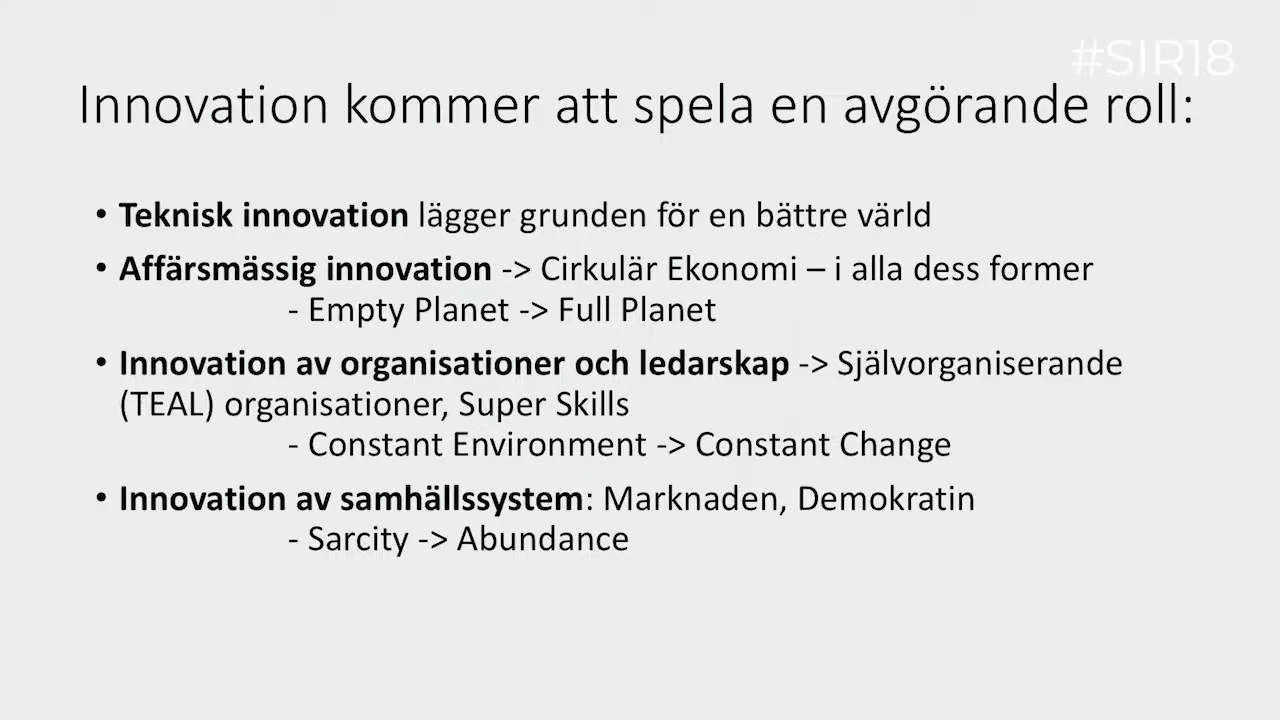 #SIR18
Innovation kommer att spela en avgörande roll:
• Teknisk innovation lägger grunden för en bättre värld
• Affärsmässig innovation -> Cirkulär Ekonomi – i alla dess former
- Empty Planet -> Full Planet
• Innovation av organisationer och ledarskap -> Självorganiserande
(TEAL) organisationer, Super Skills
- Constant Environment -> Constant Change
• Innovation av samhällssystem: Marknaden, Demokratin
- Sarcity -> Abundance